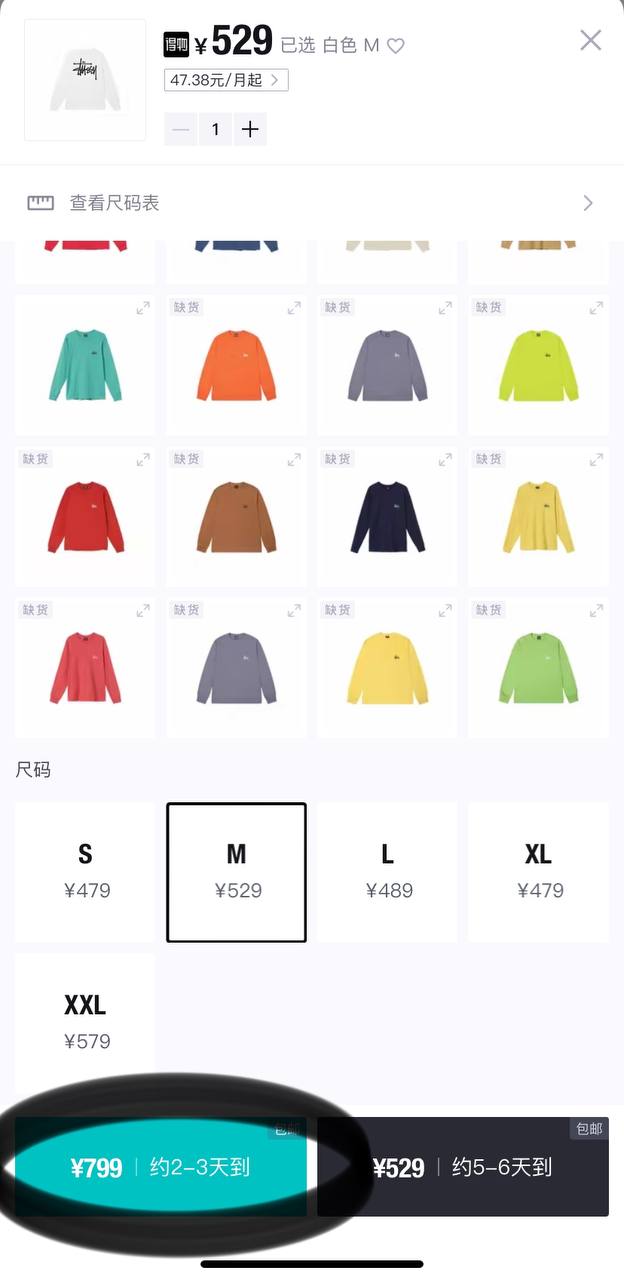 得物 ¥529 已选 白色 M
47.38元/月起
1
查看尺码表
缺货 缺货 缺货
缺货 缺货 缺货 缺货
缺货 缺货 缺货 缺货
尺码
S M L XL
¥479 ¥529 ¥489 ¥479
XXL
¥579
包邮 包邮
¥799 约2-3天到 ¥529 约5-6天到